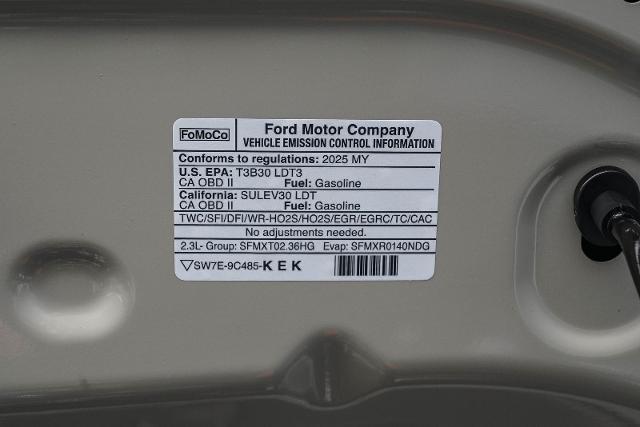 FoMoCo
Ford Motor Company
VEHICLE EMISSION CONTROL INFORMATION
Conforms to regulations: 2025 MY
U.S. EPA: T3B30 LDT3
CA OBD II Fuel: Gasoline
California: SULEV30 LDT
CA OBD II Fuel: Gasoline
TWC/SFI/DFI/WR-HO2S/HO2S/EGR/EGRC/TC/CAC
No adjustments needed.
2.3L- Group: SFMXT02.36HG Evap: SFMXR0140NDG
SW7E-9C485-KEK